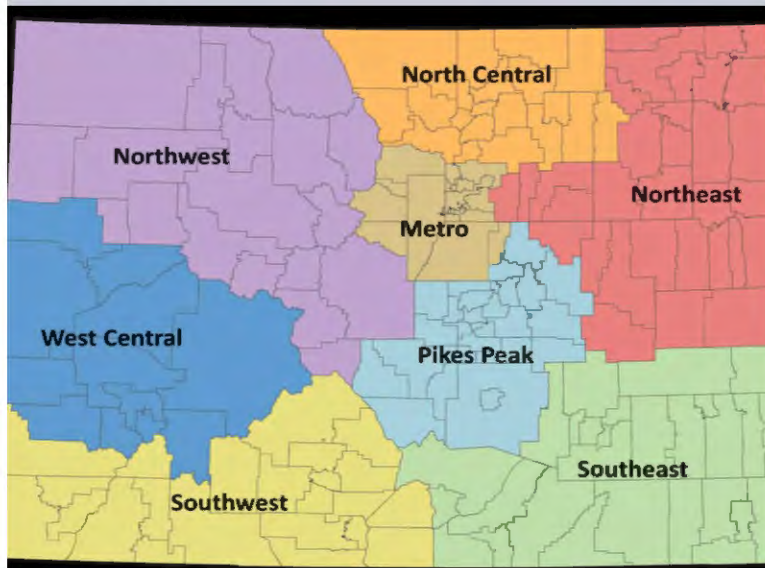 North Central
Northwest
Northeast
Metro
West Central
Pikes Peak
Southeast
Southwest